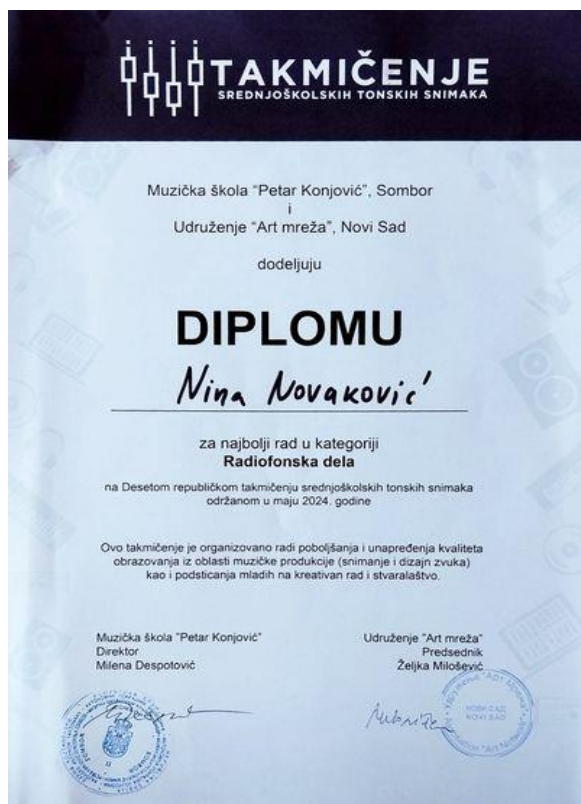 TAKMIČENJE
SREDNJOŠKOLSKIH TONSKIH SNIMAKA
Muzička škola "Petar Konjović", Sombor
i
Udruženje "Art mreža", Novi Sad
dodeljuju
DIPLOMU
Nina Novaković
za najbolji rad u kategoriji
Radiofonska dela
na Desetom republičkom takmičenju srednjoškolskih tonskih snimaka
održanom u maju 2024. godine
Ovo takmičenje je organizovano radi poboljšanja i unapređenja kvaliteta
obrazovanja iz oblasti muzičke produkcije (snimanje i dizajn zvuka)
kao i podsticanja mladih na kreativan rad i stvaralaštvo.
Muzička škola "Petar Konjović"
Direktor
Milena Despotović
Udruženje "Art mreža"
Predsednik
Željka Milošević
НОВИ САД
NOVI SAD